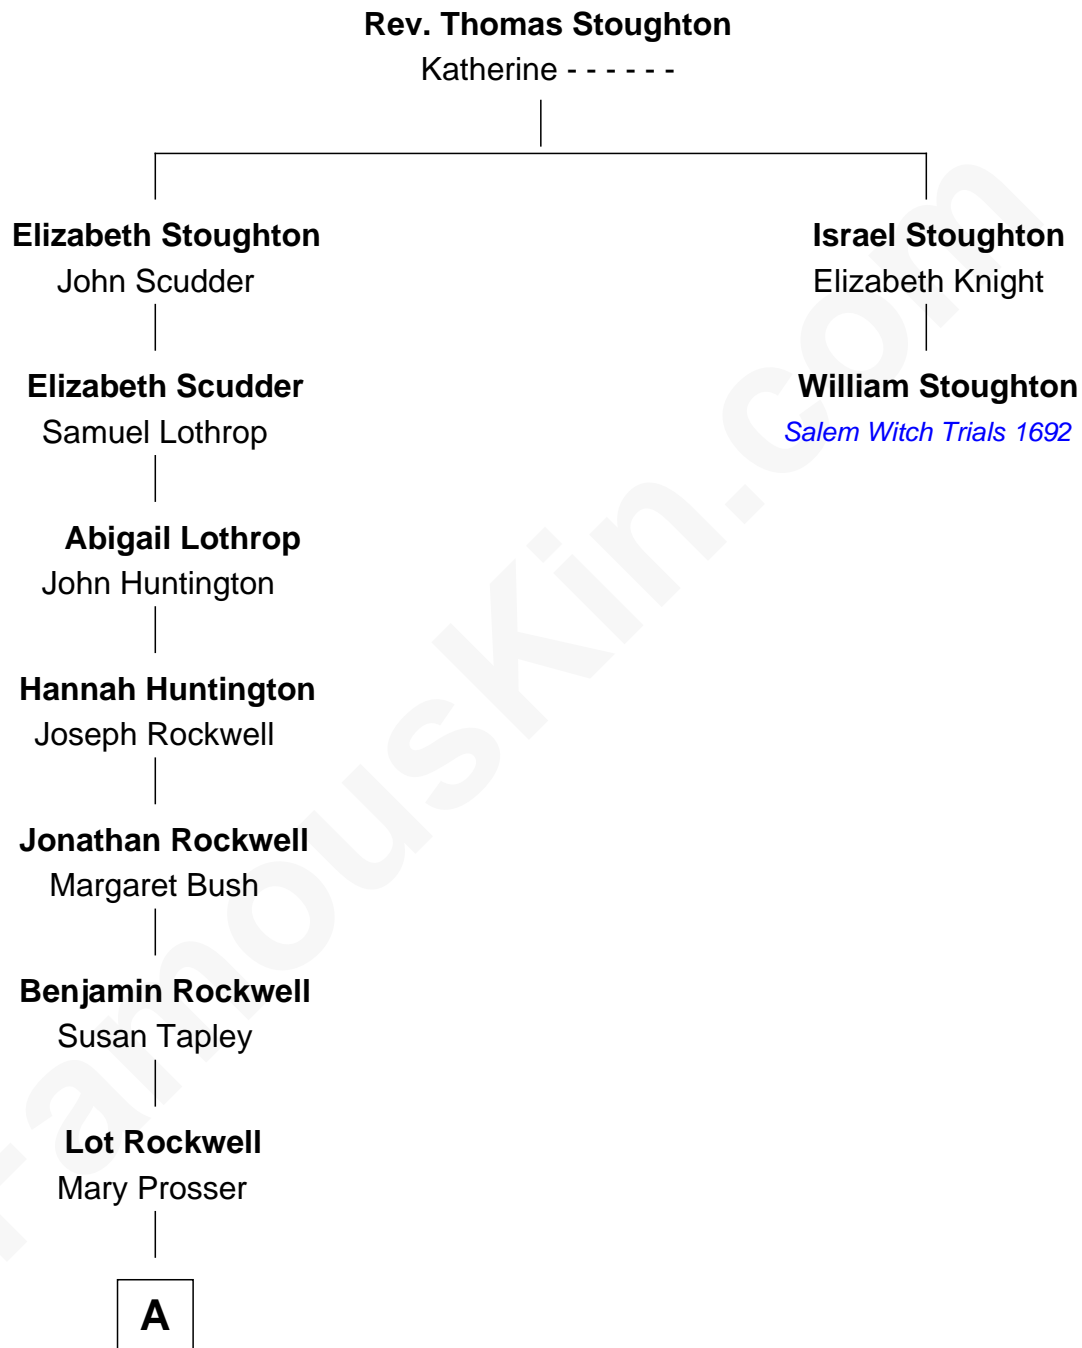 Rev. Thomas Stoughton
Katherine - - - - - -
Elizabeth Stoughton
John Scudder
Israel Stoughton
Elizabeth Knight
Elizabeth Scudder
Samuel Lothrop
William Stoughton
Salem Witch Trials 1692
Abigail Lothrop
John Huntington
Hannah Huntington
Joseph Rockwell
Jonathan Rockwell
Margaret Bush
Benjamin Rockwell
Susan Tapley
Lot Rockwell
Mary Prosser
A
FamousKin.com